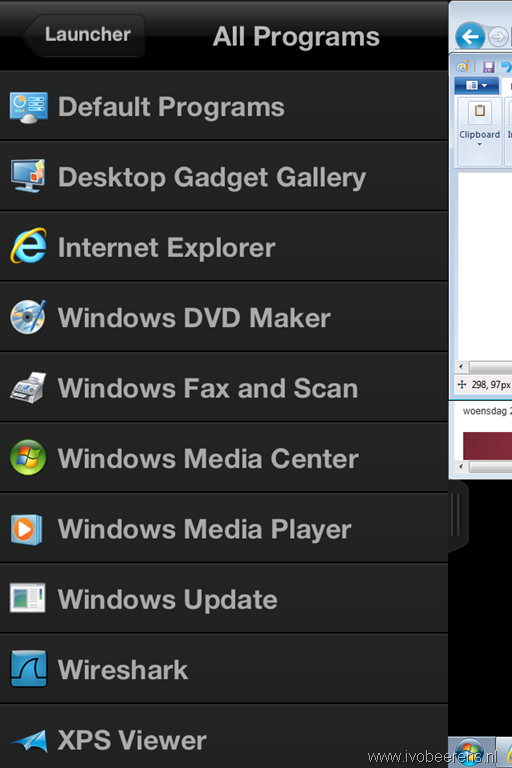 Launcher
All Programs
Default Programs
Desktop Gadget Gallery
Internet Explorer
Windows DVD Maker
Windows Fax and Scan
Windows Media Center
Windows Media Player
Windows Update
Wireshark
XPS Viewer
Clipboard
298, 97px
woensdag 2
www.ivobeerens.nl